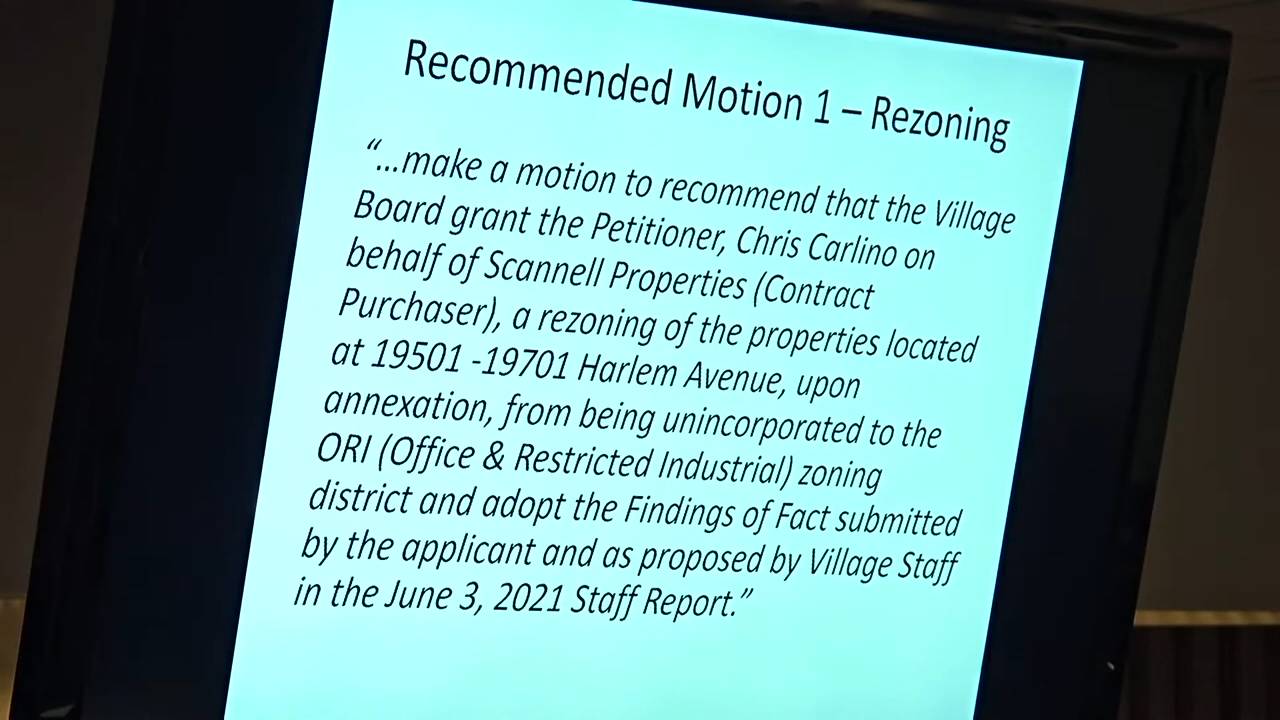 Recommended Motion 1 – Rezoning
“...make a motion to recommend that the Village
Board grant the Petitioner, Chris Carlino on
behalf of Scannell Properties (Contract
Purchaser), a rezoning of the properties located
at 19501 -19701 Harlem Avenue, upon
annexation, from being unincorporated to the
ORI (Office & Restricted Industrial) zoning
district and adopt the Findings of Fact submitted
by the applicant and as proposed by Village Staff
in the June 3, 2021 Staff Report.”